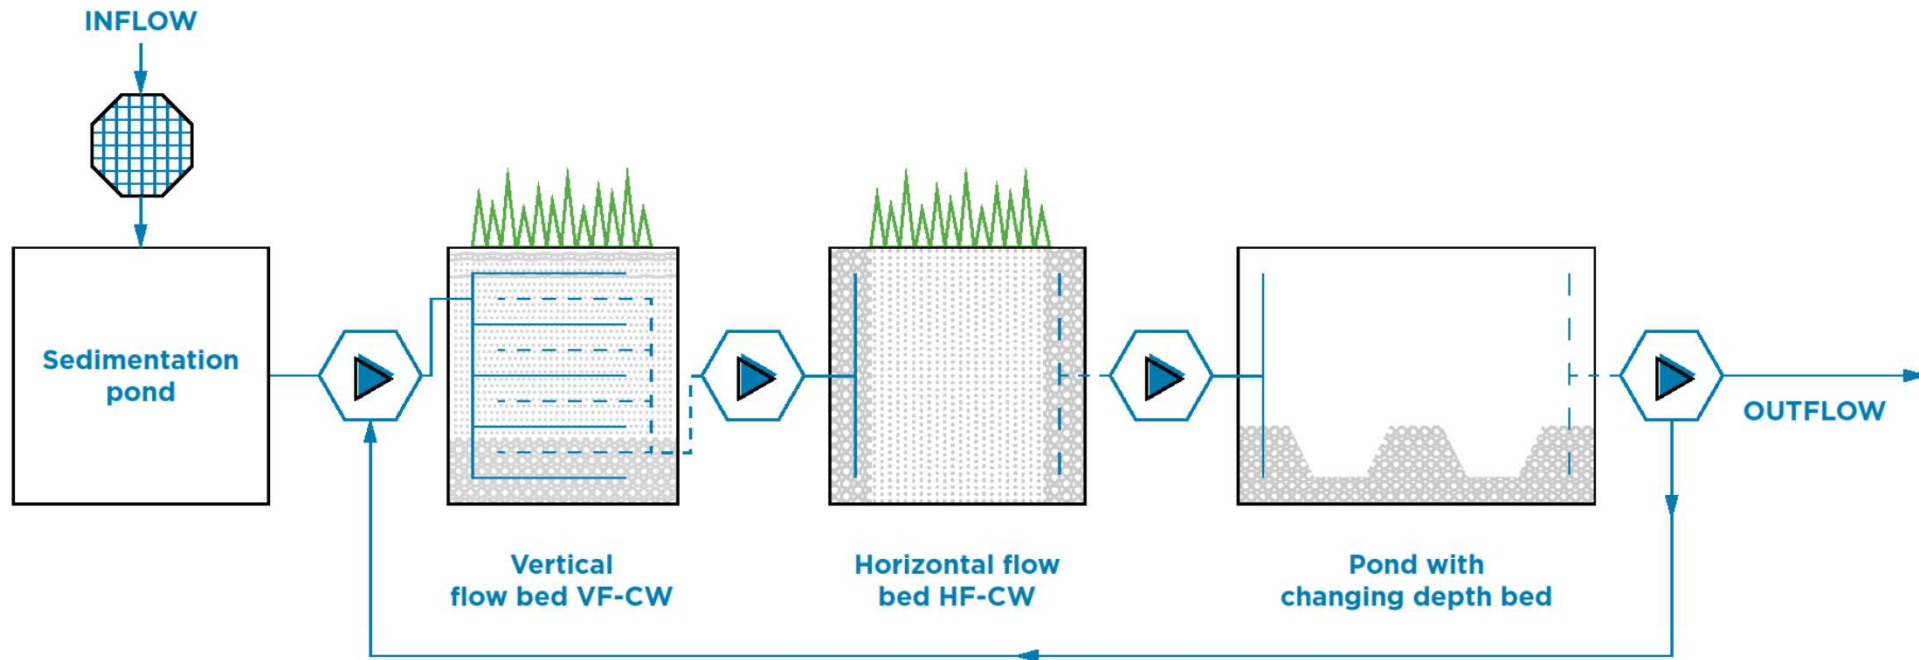 INFLOW
Sedimentation
pond
OUTFLOW
Vertical
flow bed VF-CW
Horizontal flow
bed HF-CW
Pond with
changing depth bed